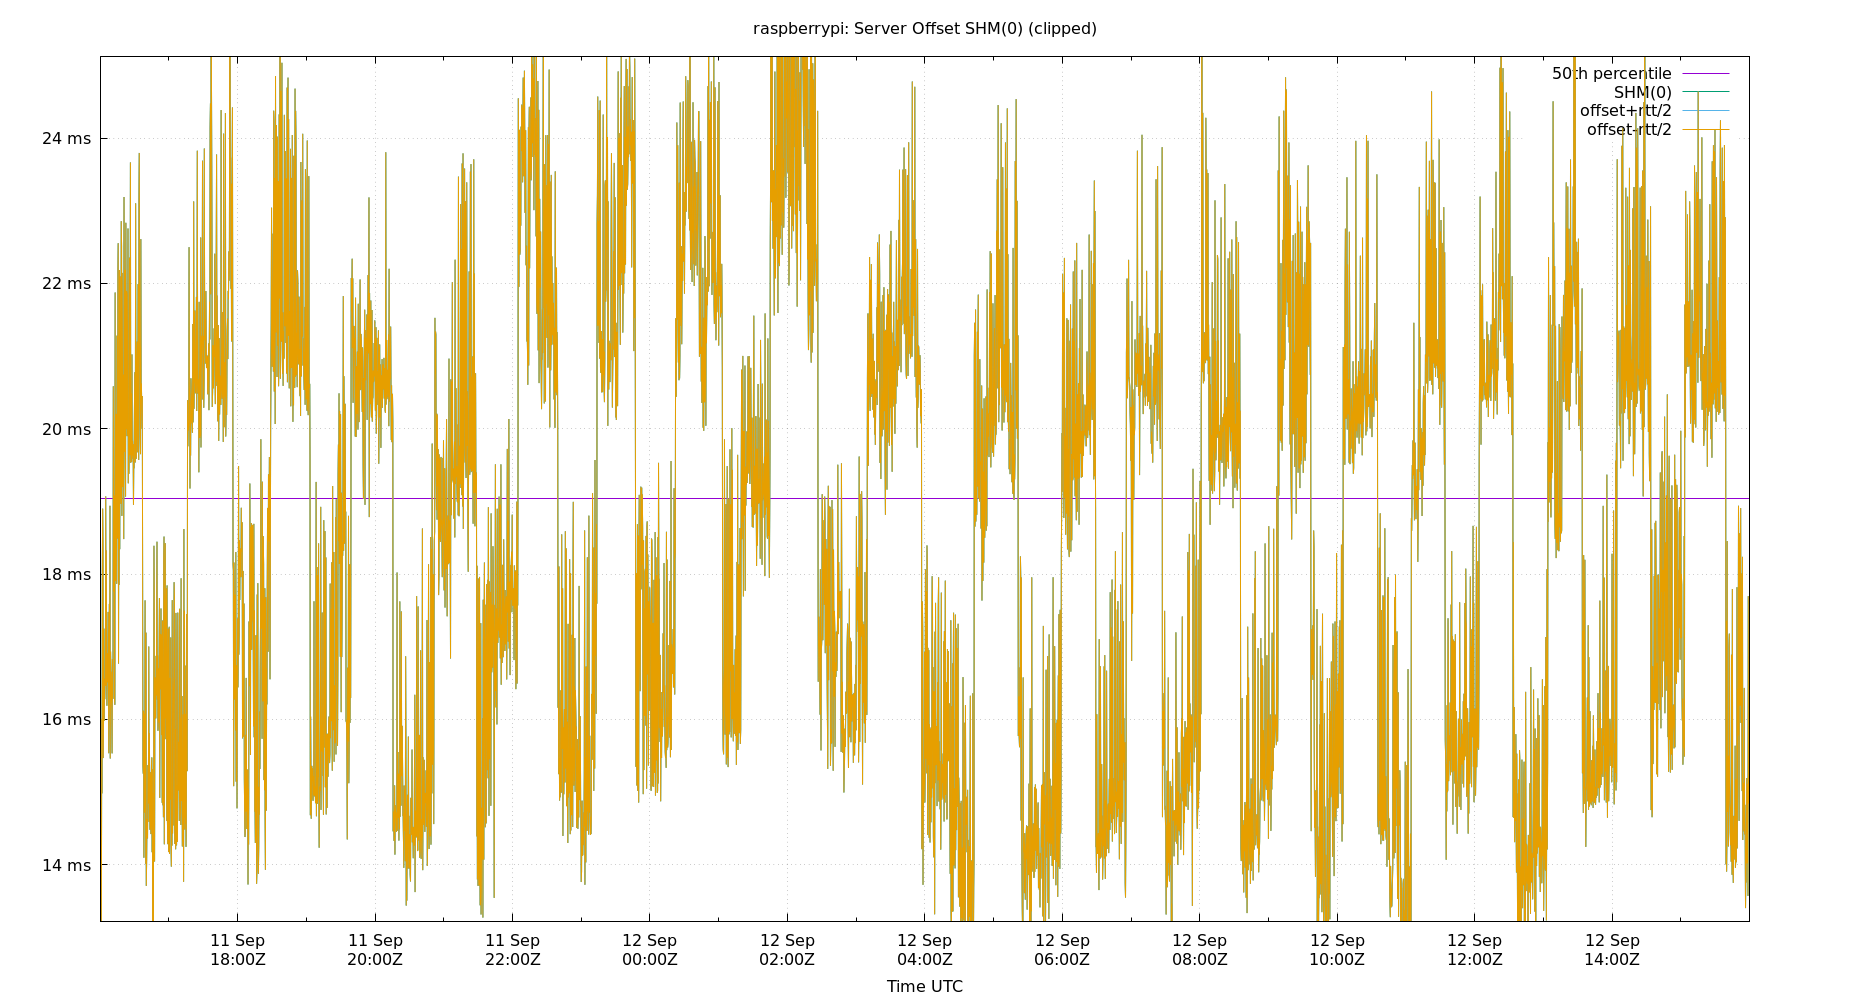 raspberrypi: Server Offset SHM(0) (clipped)
50th percentile
SHM(0)
offset+rtt/2
offset-rtt/2
24 ms
22 ms
20 ms
18 ms
16 ms
14 ms
11 Sep
18:00Z
11 Sep
20:00Z
11 Sep
22:00Z
12 Sep
00:00Z
12 Sep
02:00Z
12 Sep
04:00Z
12 Sep
06:00Z
12 Sep
08:00Z
12 Sep
10:00Z
12 Sep
12:00Z
12 Sep
14:00Z
Time UTC